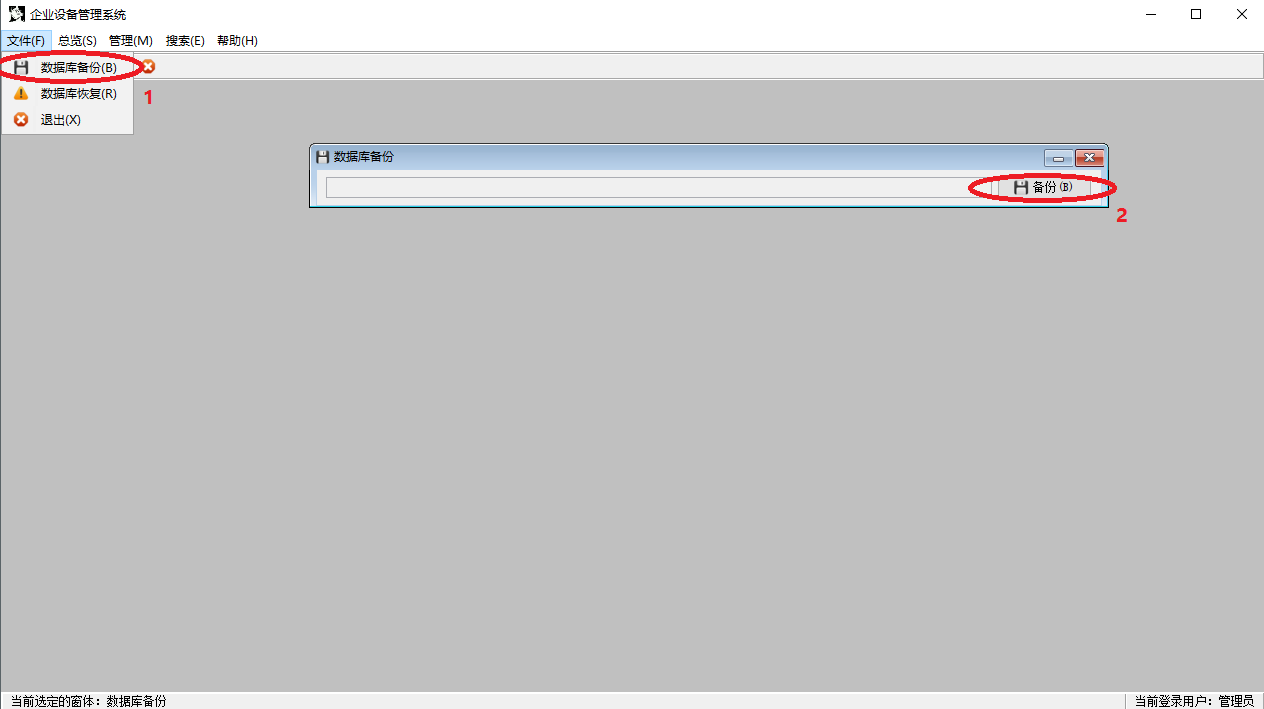 企业设备管理系统
文件(F) 总览(S) 管理(M) 搜索(E) 帮助(H)
数据库备份(B)
1
数据库恢复(R)
退出(X)
数据库备份
备份(B)
2
当前选定的窗体：数据库备份 当前登录用户：管理员